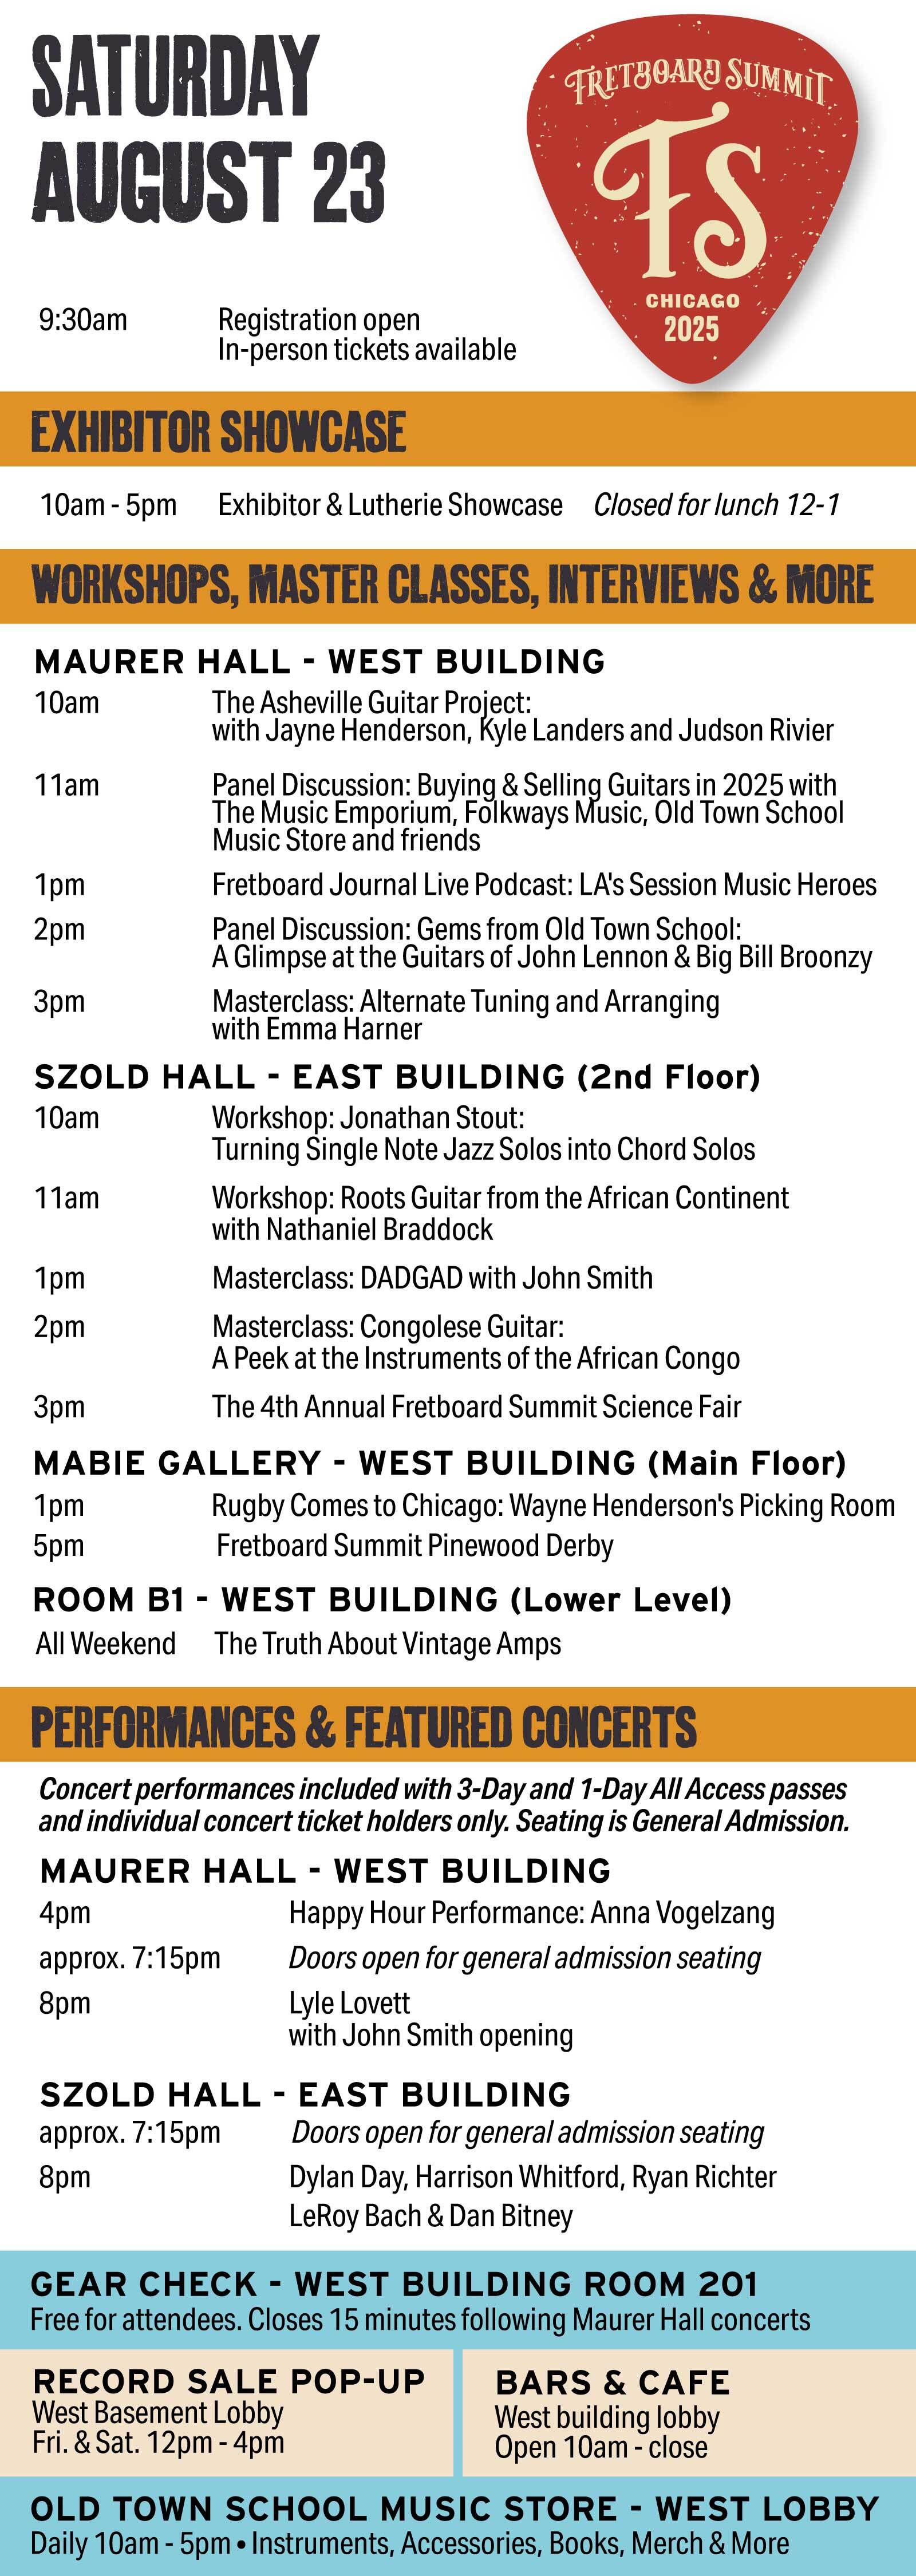 SATURDAY
AUGUST 23
FRETBOARD SUMMIT
FS
CHICAGO
2025
9:30am Registration open
In-person tickets available
EXHIBITOR SHOWCASE
10am - 5pm Exhibitor & Lutherie Showcase Closed for lunch 12-1
WORKSHOPS, MASTER CLASSES, INTERVIEWS & MORE
MAURER HALL - WEST BUILDING
10am The Asheville Guitar Project:
with Jayne Henderson, Kyle Landers and Judson Rivier
11am Panel Discussion: Buying & Selling Guitars in 2025 with
The Music Emporium, Folkways Music, Old Town School
Music Store and friends
1pm Fretboard Journal Live Podcast: LA's Session Music Heroes
2pm Panel Discussion: Gems from Old Town School:
A Glimpse at the Guitars of John Lennon & Big Bill Broonzy
3pm Masterclass: Alternate Tuning and Arranging
with Emma Harner
SZOLD HALL - EAST BUILDING (2nd Floor)
10am Workshop: Jonathan Stout:
Turning Single Note Jazz Solos into Chord Solos
11am Workshop: Roots Guitar from the African Continent
with Nathaniel Braddock
1pm Masterclass: DADGAD with John Smith
2pm Masterclass: Congolese Guitar:
A Peek at the Instruments of the African Congo
3pm The 4th Annual Fretboard Summit Science Fair
MABIE GALLERY - WEST BUILDING (Main Floor)
1pm Rugby Comes to Chicago: Wayne Henderson's Picking Room
5pm Fretboard Summit Pinewood Derby
ROOM B1 - WEST BUILDING (Lower Level)
All Weekend The Truth About Vintage Amps
PERFORMANCES & FEATURED CONCERTS
Concert performances included with 3-Day and 1-Day All Access passes
and individual concert ticket holders only. Seating is General Admission.
MAURER HALL - WEST BUILDING
4pm Happy Hour Performance: Anna Vogelzang
approx. 7:15pm Doors open for general admission seating
8pm Lyle Lovett
with John Smith opening
SZOLD HALL - EAST BUILDING
approx. 7:15pm Doors open for general admission seating
8pm Dylan Day, Harrison Whitford, Ryan Richter
LeRoy Bach & Dan Bitney
GEAR CHECK - WEST BUILDING ROOM 201
Free for attendees. Closes 15 minutes following Maurer Hall concerts
RECORD SALE POP-UP
West Basement Lobby
Fri. & Sat. 12pm - 4pm
BARS & CAFE
West building lobby
Open 10am - close
OLD TOWN SCHOOL MUSIC STORE - WEST LOBBY
Daily 10am - 5pm • Instruments, Accessories, Books, Merch & More